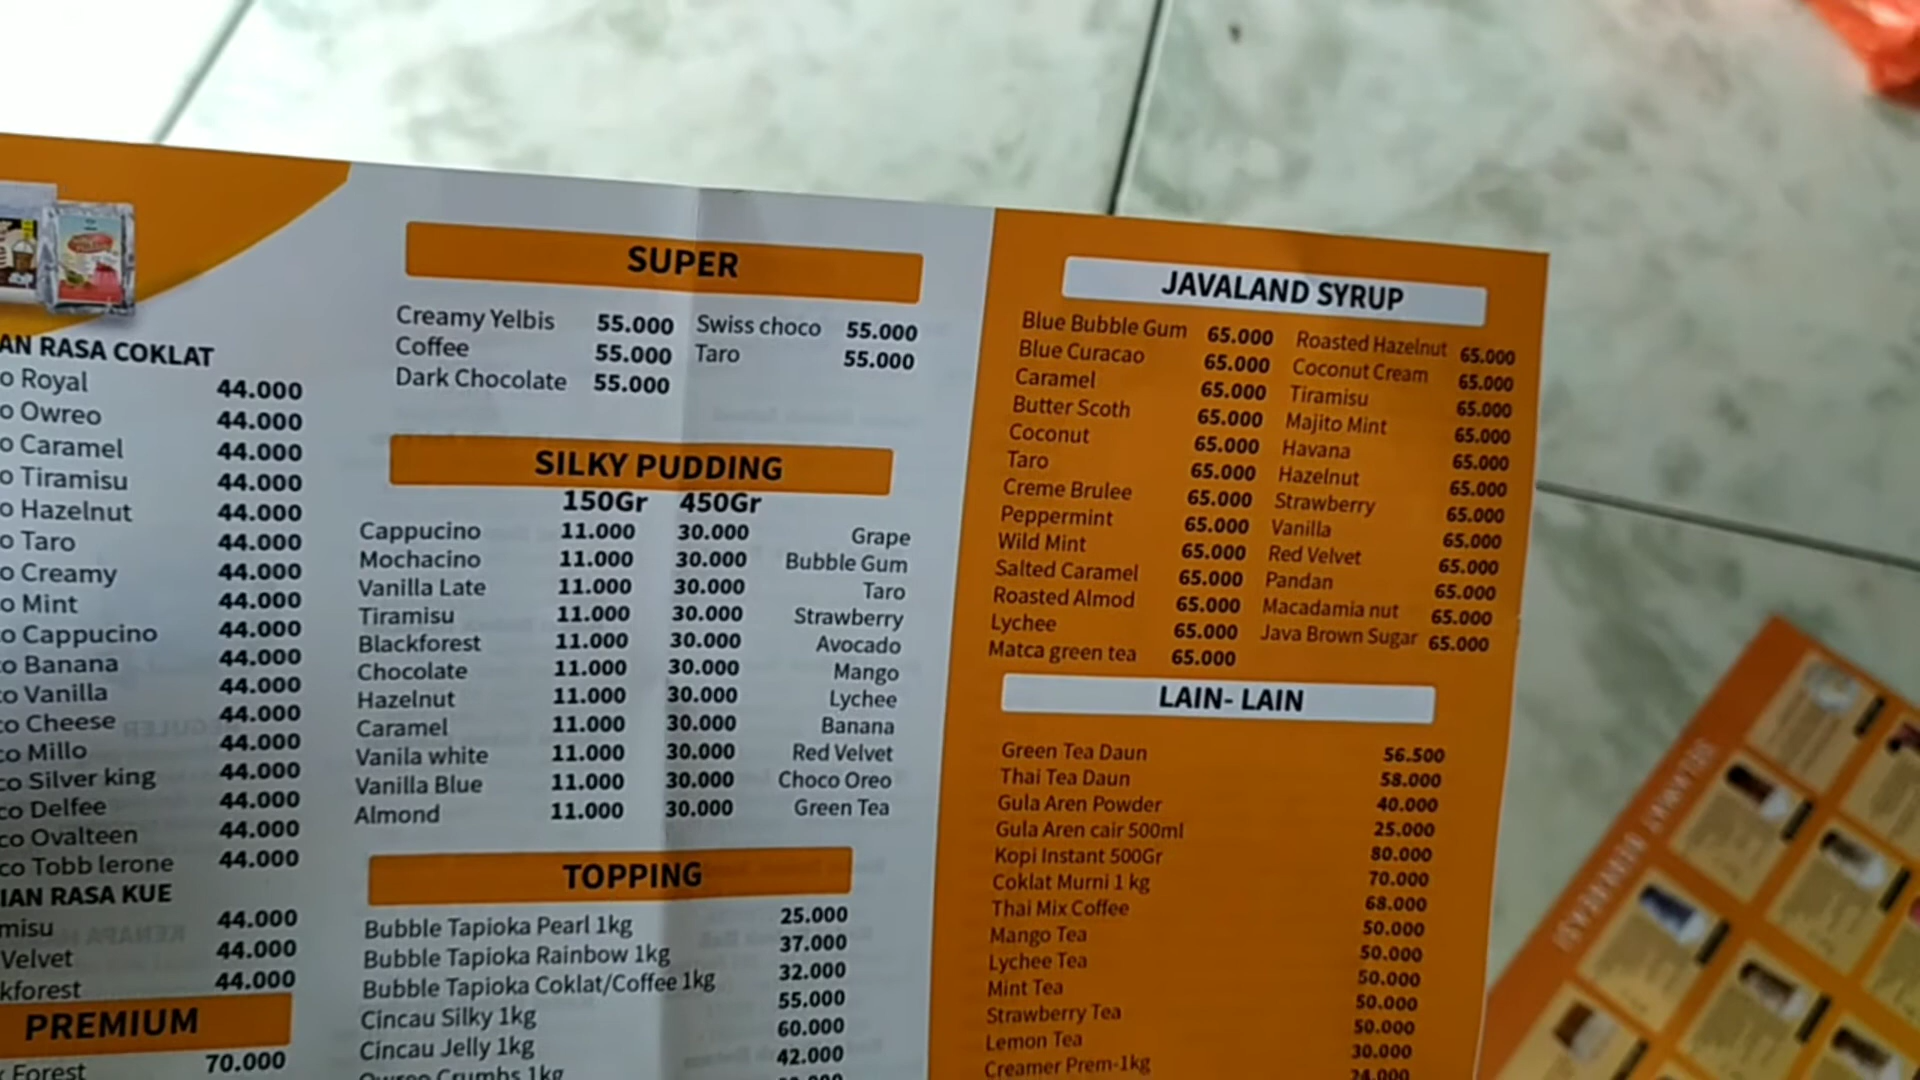 AN RASA COKLAT
o Royal 44.000
o Owreo 44.000
o Caramel 44.000
o Tiramisu 44.000
o Hazelnut 44.000
o Taro 44.000
o Creamy 44.000
o Mint 44.000
o Cappucino 44.000
o Banana 44.000
co Vanilla 44.000
co Cheese 44.000
co Millo 44.000
co Silver king 44.000
co Delfee 44.000
co Ovalteen 44.000
co Tobb lerone 44.000
IAN RASA KUE
misu 44.000
Velvet 44.000
kforest 44.000
PREMIUM
Forest 70.000
SUPER
Creamy Yelbis 55.000 Swiss choco 55.000
Coffee 55.000 Taro 55.000
Dark Chocolate 55.000
SILKY PUDDING
150Gr 450Gr
Cappucino 11.000 30.000 Grape
Mochacino 11.000 30.000 Bubble Gum
Vanilla Late 11.000 30.000 Taro
Tiramisu 11.000 30.000 Strawberry
Blackforest 11.000 30.000 Avocado
Chocolate 11.000 30.000 Mango
Hazelnut 11.000 30.000 Lychee
Caramel 11.000 30.000 Banana
Vanila white 11.000 30.000 Red Velvet
Vanilla Blue 11.000 30.000 Choco Oreo
Almond 11.000 30.000 Green Tea
TOPPING
Bubble Tapioka Pearl 1kg 25.000
Bubble Tapioka Rainbow 1kg 37.000
Bubble Tapioka Coklat/Coffee 1kg 32.000
Cincau Silky 1kg 55.000
Cincau Jelly 1kg 60.000
Owreo Crumbs 1kg 42.000
JAVALAND SYRUP
Blue Bubble Gum 65.000 Roasted Hazelnut 65.000
Blue Curacao 65.000 Coconut Cream 65.000
Caramel 65.000 Tiramisu 65.000
Butter Scoth 65.000 Majito Mint 65.000
Coconut 65.000 Havana 65.000
Taro 65.000 Hazelnut 65.000
Creme Brulee 65.000 Strawberry 65.000
Peppermint 65.000 Vanilla 65.000
Wild Mint 65.000 Red Velvet 65.000
Salted Caramel 65.000 Pandan 65.000
Roasted Almod 65.000 Macadamia nut 65.000
Lychee 65.000 Java Brown Sugar 65.000
Matca green tea 65.000
LAIN- LAIN
Green Tea Daun 56.500
Thai Tea Daun 58.000
Gula Aren Powder 40.000
Gula Aren cair 500ml 25.000
Kopi Instant 500Gr 80.000
Coklat Murni 1 kg 70.000
Thai Mix Coffee 68.000
Mango Tea 50.000
Lychee Tea 50.000
Mint Tea 50.000
Strawberry Tea 50.000
Lemon Tea 50.000
Creamer Prem-1kg 30.000
24.000